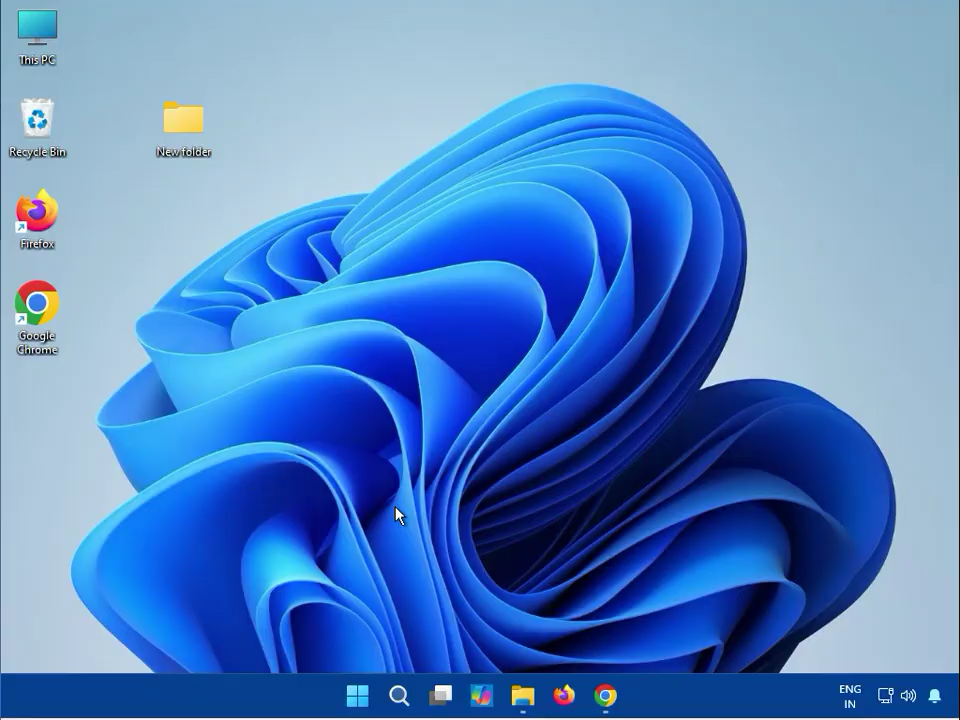 This PC
Recycle Bin
New folder
Firefox
Google
Chrome
ENG
IN